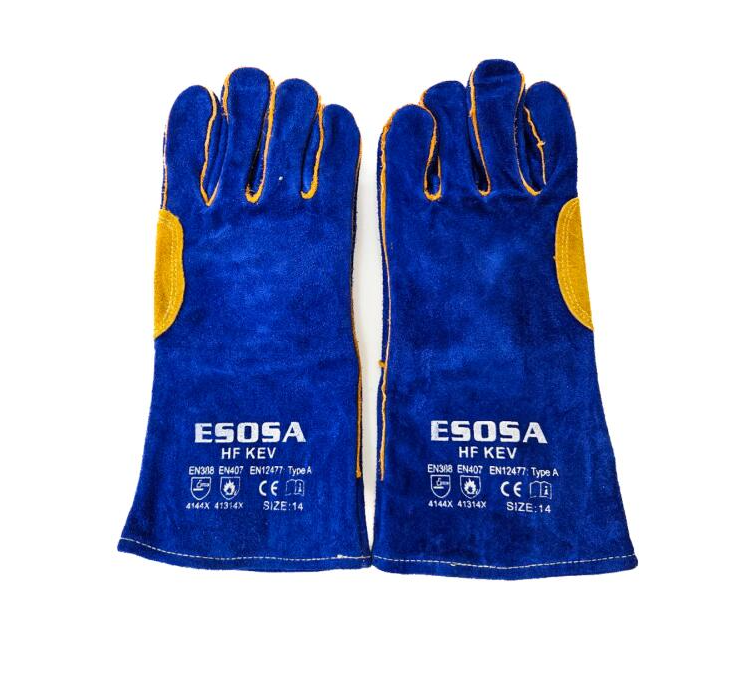 ESOSA
HF KEV
EN388 EN407 EN12477: Type A
CE i
4144X 41314X SIZE:14
ESOSA
HF KEV
EN388 EN407 EN12477: Type A
CE i
4144X 41314X SIZE:14